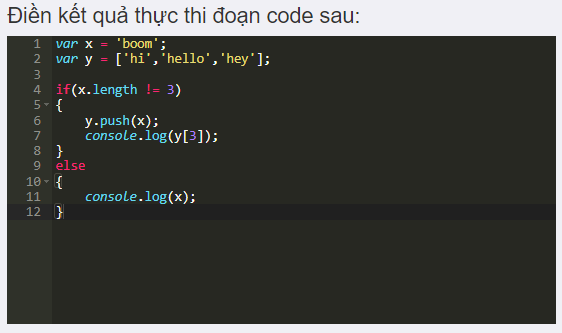 Điền kết quả thực thi đoạn code sau:
1 var x = 'boom';
2 var y = ['hi','hello','hey'];
3
4 if(x.length != 3)
5 {
6     y.push(x);
7     console.log(y[3]);
8 }
9 else
10 {
11     console.log(x);
12 }